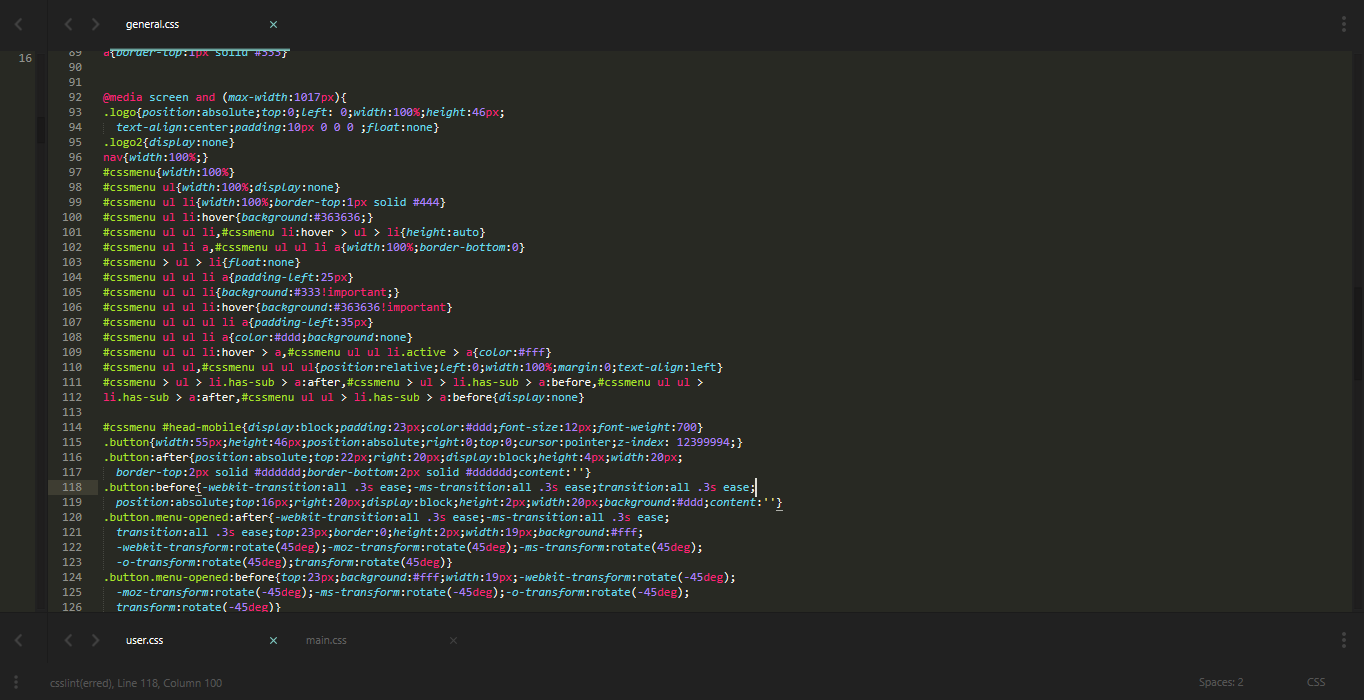 general.css ×
16
89 a{border-top:1px solid #333}
90
91
92 @media screen and (max-width:1017px){
93 .logo{position:absolute;top:0;left: 0;width:100%;height:46px;
94 text-align:center;padding:10px 0 0 0 ;float:none}
95 .logo2{display:none}
96 nav{width:100%;}
97 #cssmenu{width:100%}
98 #cssmenu ul{width:100%;display:none}
99 #cssmenu ul li{width:100%;border-top:1px solid #444}
100 #cssmenu ul li:hover{background:#363636;}
101 #cssmenu ul ul li,#cssmenu li:hover > ul > li{height:auto}
102 #cssmenu ul li a,#cssmenu ul ul li a{width:100%;border-bottom:0}
103 #cssmenu > ul > li{float:none}
104 #cssmenu ul ul li a{padding-left:25px}
105 #cssmenu ul ul li{background:#333!important;}
106 #cssmenu ul ul li:hover{background:#363636!important}
107 #cssmenu ul ul ul li a{padding-left:35px}
108 #cssmenu ul ul li a{color:#ddd;background:none}
109 #cssmenu ul ul li:hover > a,#cssmenu ul ul li.active > a{color:#fff}
110 #cssmenu ul ul,#cssmenu ul ul ul{position:relative;left:0;width:100%;margin:0;text-align:left}
111 #cssmenu > ul > li.has-sub > a:after,#cssmenu > ul > li.has-sub > a:before,#cssmenu ul ul >
112 li.has-sub > a:after,#cssmenu ul ul > li.has-sub > a:before{display:none}
113
114 #cssmenu #head-mobile{display:block;padding:23px;color:#ddd;font-size:12px;font-weight:700}
115 .button{width:55px;height:46px;position:absolute;right:0;top:0;cursor:pointer;z-index: 12399994;}
116 .button:after{position:absolute;top:22px;right:20px;display:block;height:4px;width:20px;
117 border-top:2px solid #dddddd;border-bottom:2px solid #dddddd;content:''}
118 .button:before{-webkit-transition:all .3s ease;-ms-transition:all .3s ease;transition:all .3s ease;
119 position:absolute;top:16px;right:20px;display:block;height:2px;width:20px;background:#ddd;content:''}
120 .button.menu-opened:after{-webkit-transition:all .3s ease;-ms-transition:all .3s ease;
121 transition:all .3s ease;top:23px;border:0;height:2px;width:19px;background:#fff;
122 -webkit-transform:rotate(45deg);-moz-transform:rotate(45deg);-ms-transform:rotate(45deg);
123 -o-transform:rotate(45deg);transform:rotate(45deg)}
124 .button.menu-opened:before{top:23px;background:#fff;width:19px;-webkit-transform:rotate(-45deg);
125 -moz-transform:rotate(-45deg);-ms-transform:rotate(-45deg);-o-transform:rotate(-45deg);
126 transform:rotate(-45deg)}
user.css × main.css ×
csslint(erred), Line 118, Column 100 Spaces: 2 CSS